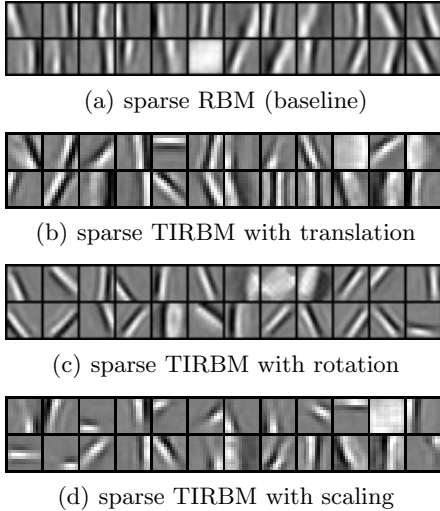 (a) sparse RBM (baseline)
(b) sparse TIRBM with translation
(c) sparse TIRBM with rotation
(d) sparse TIRBM with scaling